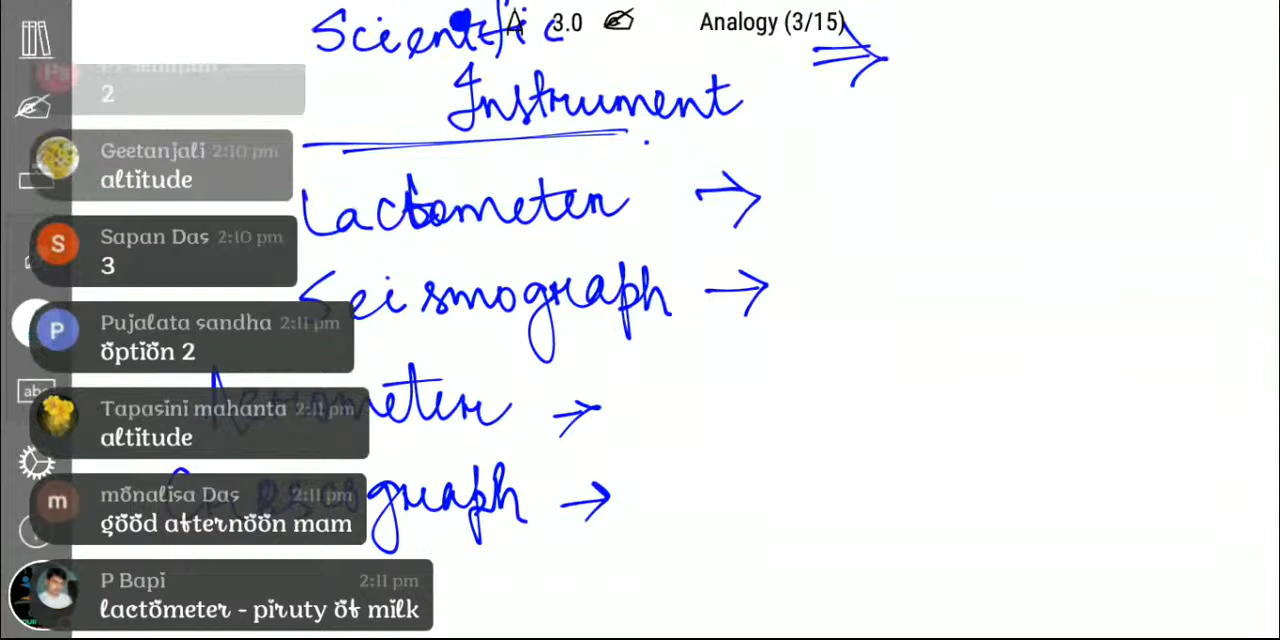 Scientific
3.0
Analogy (3/15)
Instrument
2
Geetanjali 2:10 pm
altitude
Lactometer →
Sapan Das 2:10 pm
3
Seismograph →
Pujalata sandha 2:11 pm
option 2
Tapasini mahanta 2:11 pm
altitude
monalisa Das 2:11 pm
good afternoon mam
P Bapi 2:11 pm
lactometer - piruty of milk